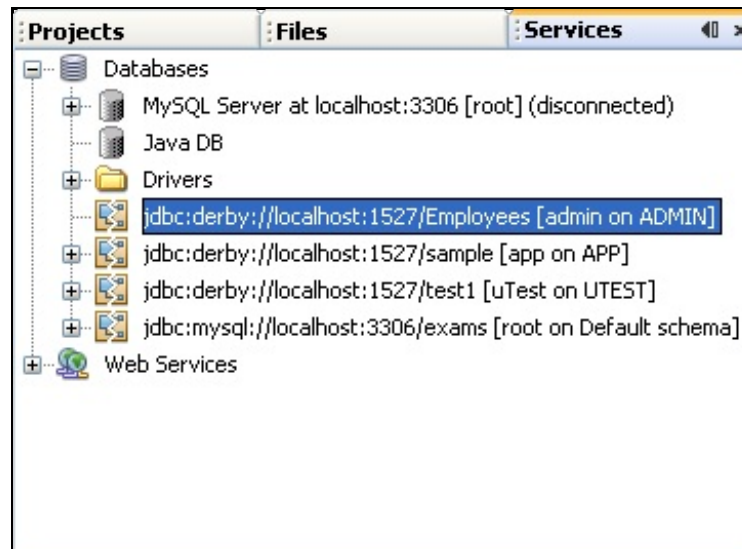 Projects Files Services
Databases
MySQL Server at localhost:3306 [root] (disconnected)
Java DB
Drivers
jdbc:derby://localhost:1527/Employees [admin on ADMIN]
jdbc:derby://localhost:1527/sample [app on APP]
jdbc:derby://localhost:1527/test1 [uTest on UTEST]
jdbc:mysql://localhost:3306/exams [root on Default schema]
Web Services